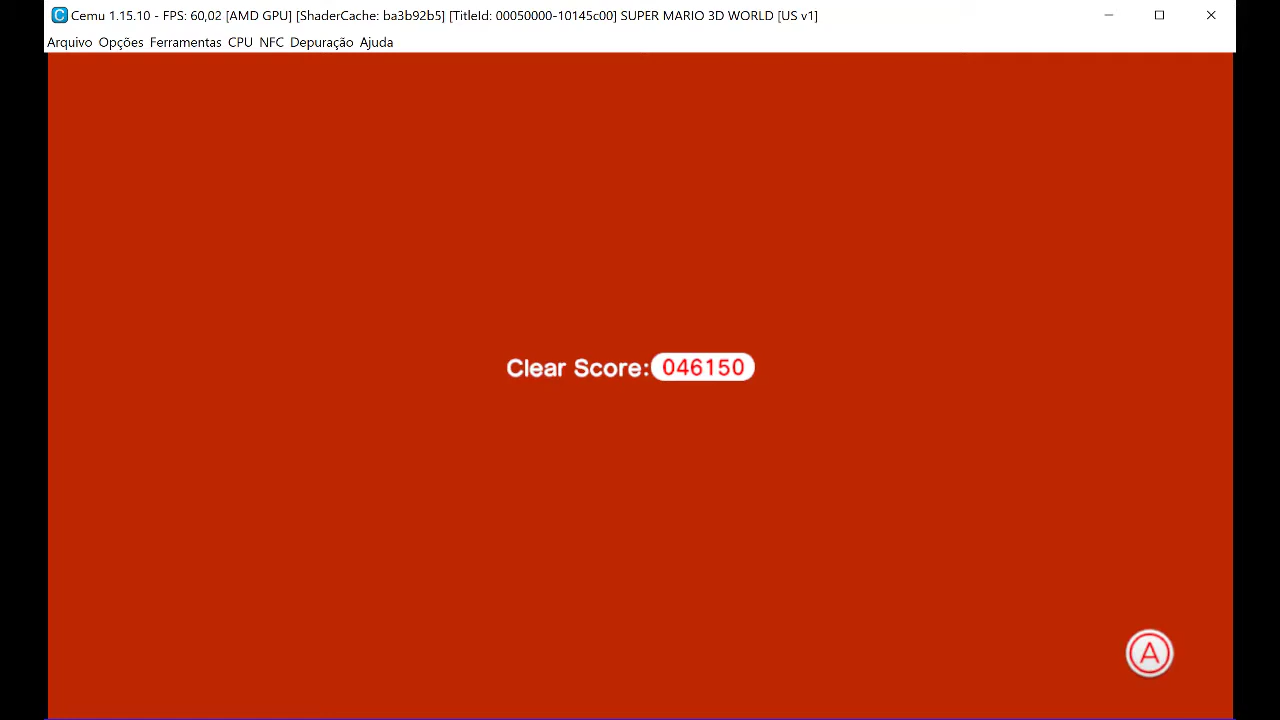 Cemu 1.15.10 - FPS: 60,02 [AMD GPU] [ShaderCache: ba3b92b5] [TitleId: 00050000-10145c00] SUPER MARIO 3D WORLD [US v1]
Arquivo Opções Ferramentas CPU NFC Depuração Ajuda
Clear Score: 046150
A